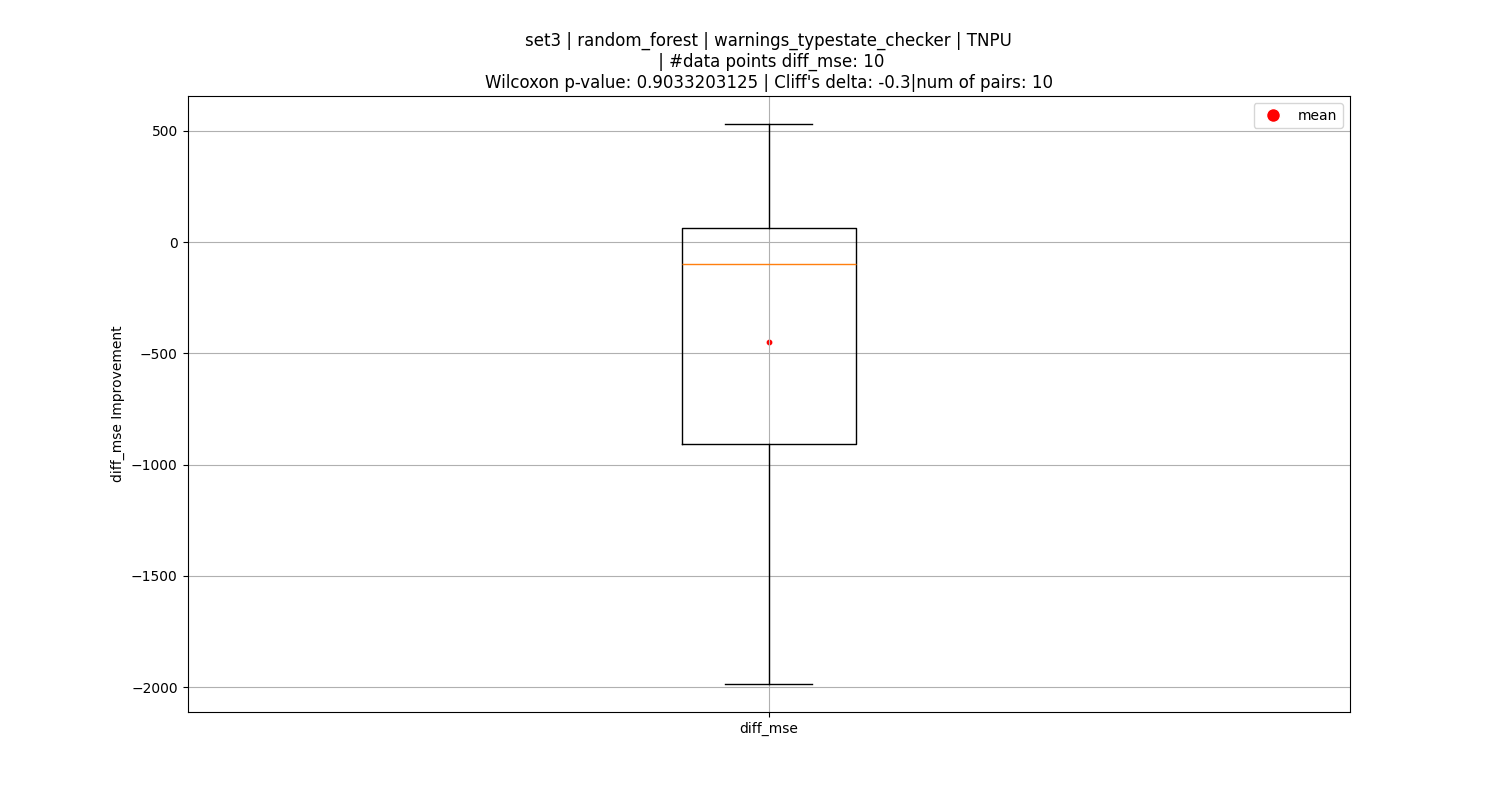 set3 | random_forest | warnings_typestate_checker | TNPU
| #data points diff_mse: 10
Wilcoxon p-value: 0.9033203125 | Cliff's delta: -0.3|num of pairs: 10
mean
500
0
−500
−1000
−1500
−2000
diff_mse Improvement
diff_mse